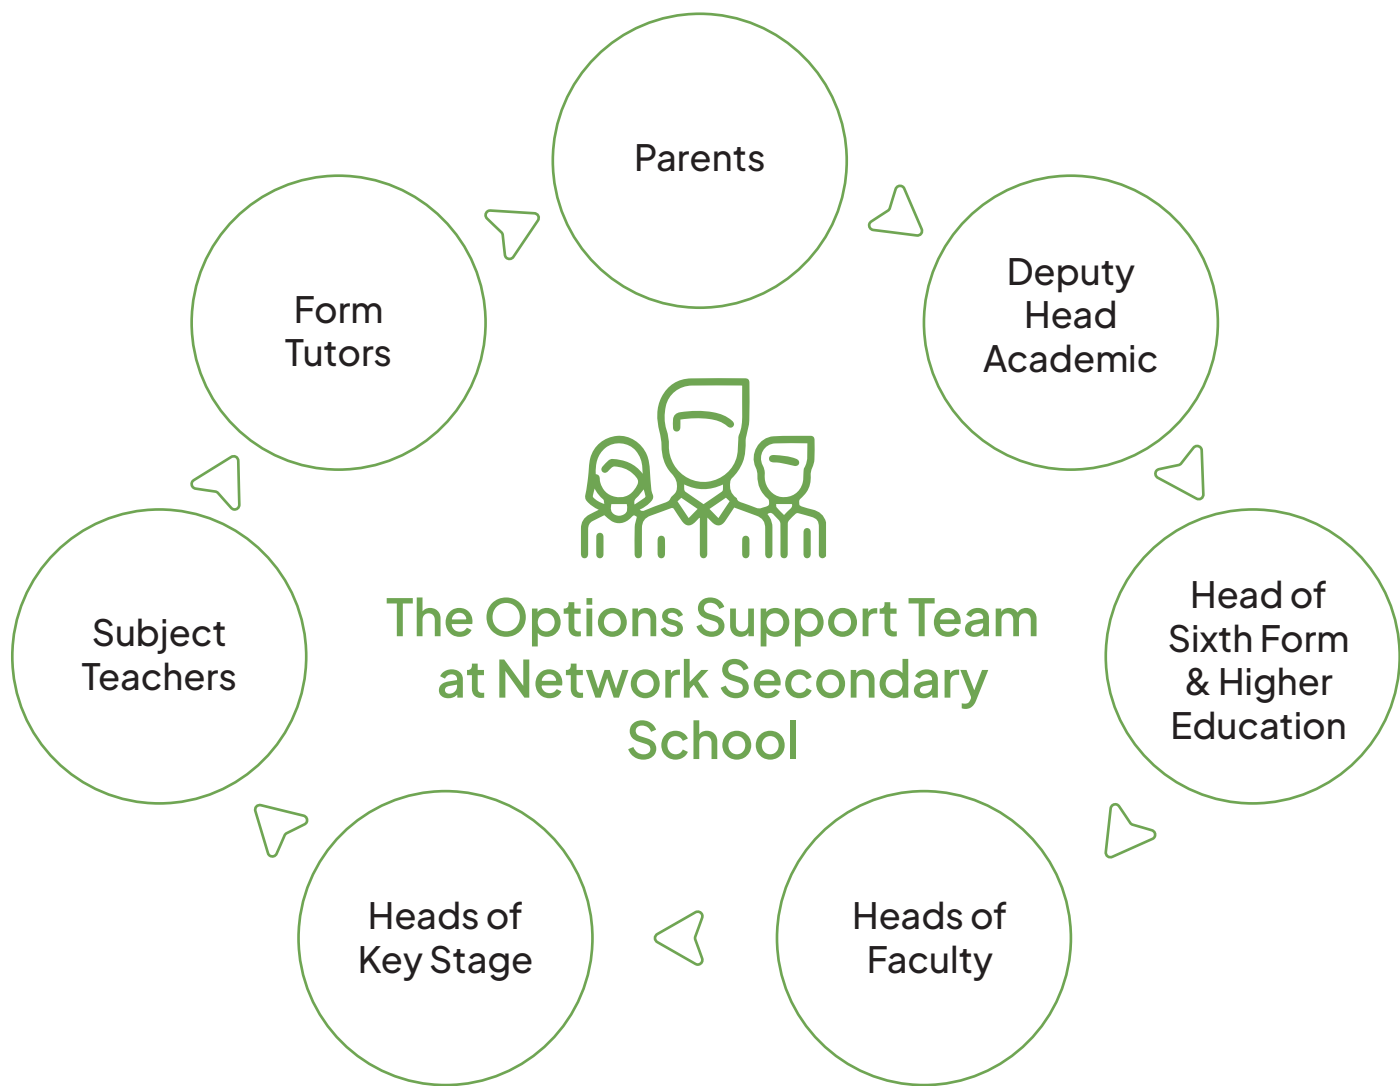 Parents
Deputy
Head
Academic
Form
Tutors
Head of
Sixth Form
& Higher
Education
Subject
Teachers
The Options Support Team
at Network Secondary
School
Heads of
Key Stage
Heads of
Faculty